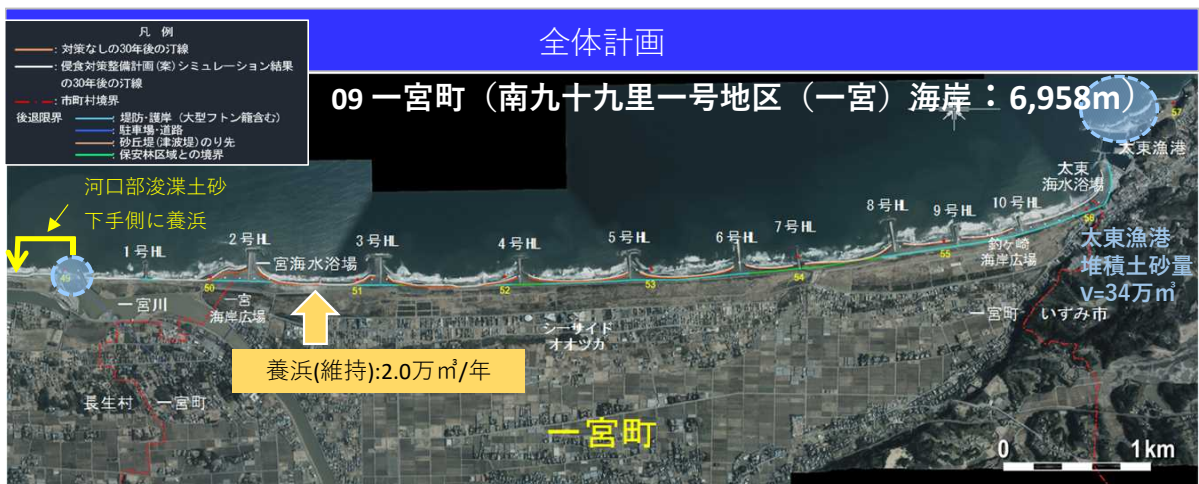 全体計画
凡 例
: 対策なしの30年後の汀線
: 侵食対策整備計画(案)シミュレーション結果
の30年後の汀線
: 市町村境界
後退限界
: 堤防・護岸 (大型フトン籠含む)
: 駐車場・道路
: 砂丘堤(津波堤)のり先
: 保安林区域との境界
09 一宮町（南九十九里一号地区（一宮）海岸：6,958m）
57
太東漁港
太東
海水浴場
河口部浚渫土砂
下手側に養浜
1号HL
2号HL
3号HL
4号HL
5号HL
6号HL
7号HL
8号HL
9号HL
10号HL
一宮海水浴場
49
50
51
52
53
54
55
56
釣ヶ崎
海岸広場
太東漁港
堆積土砂量
V=34万㎥
一宮川
一宮
海岸広場
シーサイド
オオツカ
一宮町
いすみ市
養浜(維持):2.0万㎥/年
長生村
一宮町
一宮町
0
1km